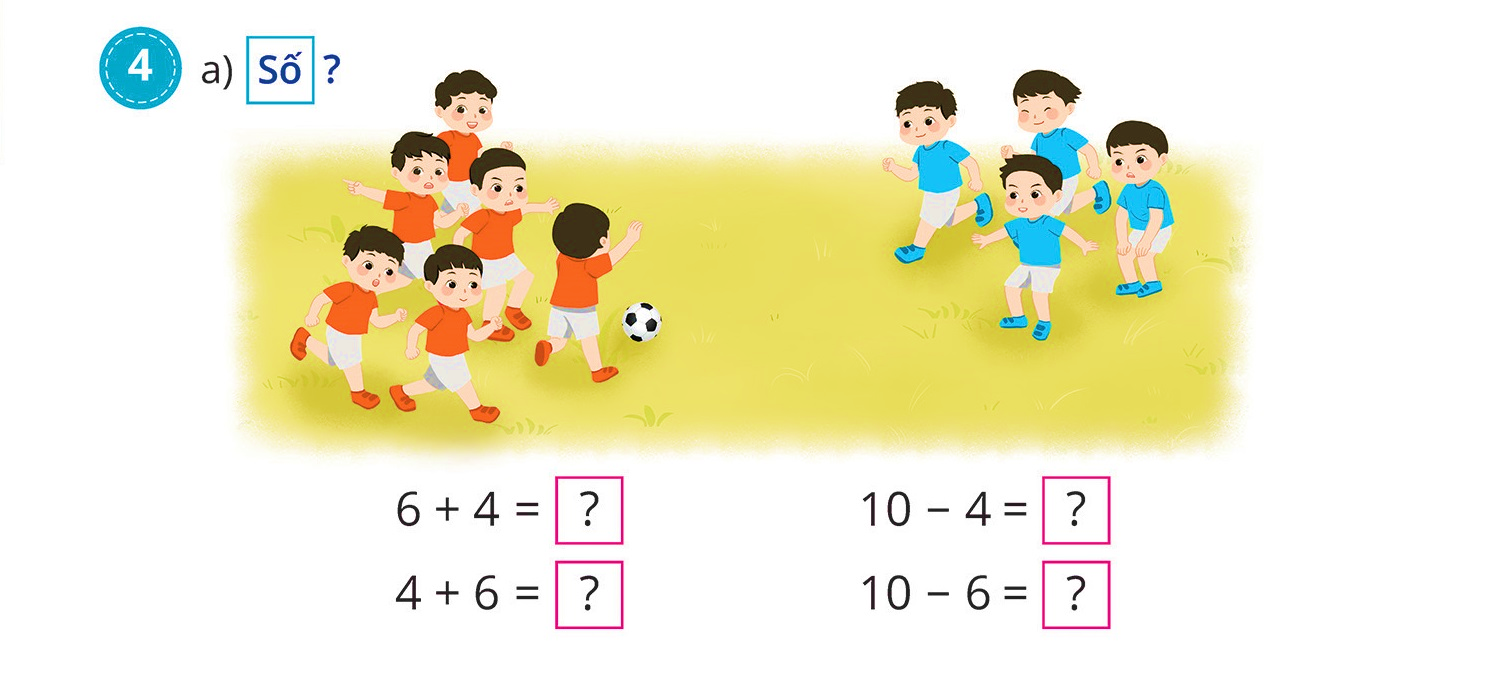 4 a) Số ?
6 + 4 = ? 10 – 4 = ?
4 + 6 = ? 10 – 6 = ?